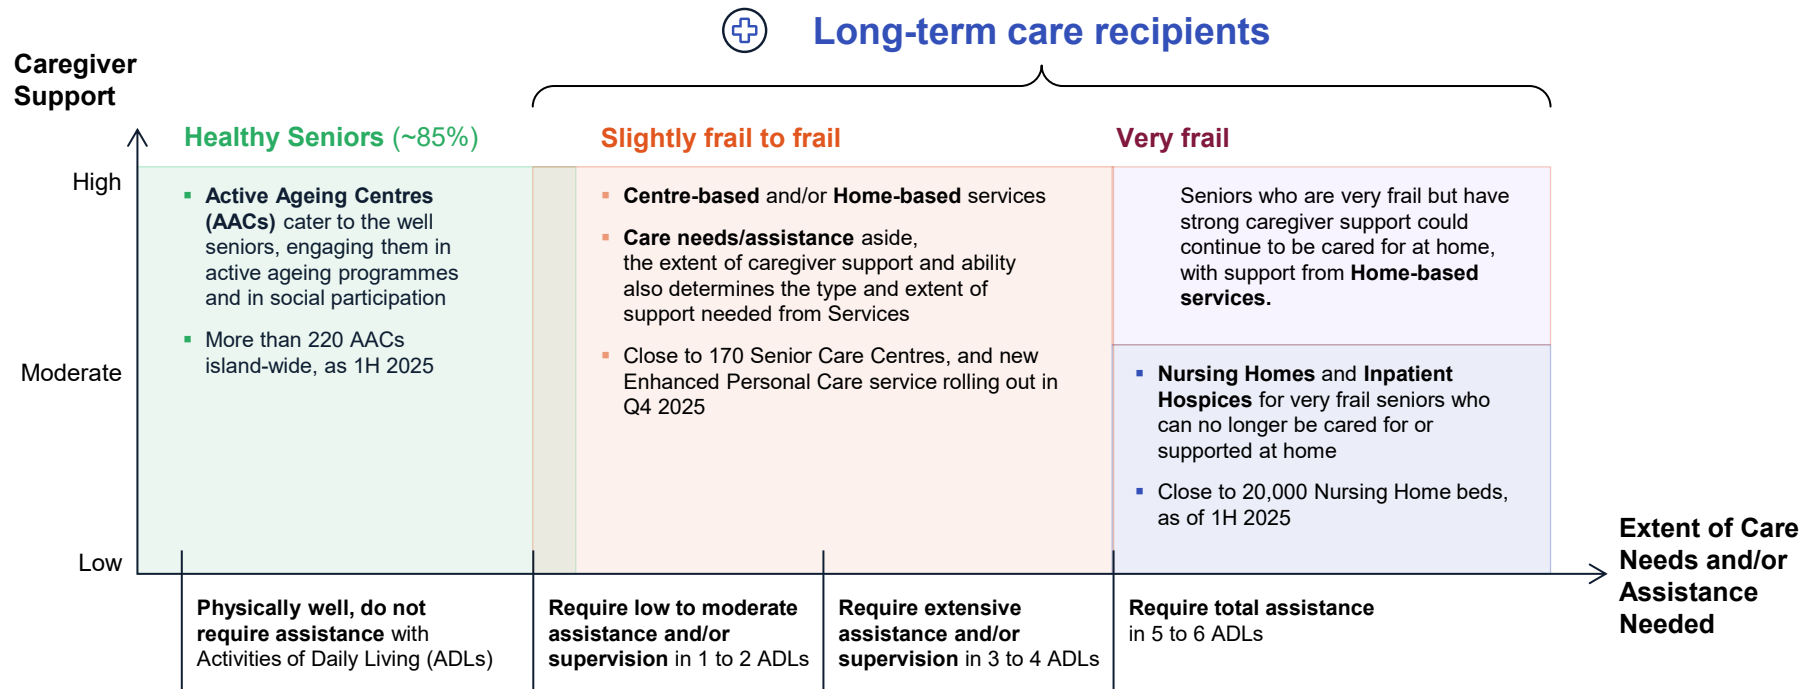 Long-term care recipients
Caregiver
Support
Healthy Seniors (~85%)
Slightly frail to frail
Very frail
High
Moderate
Low
▪ Active Ageing Centres
(AACs) cater to the well
seniors, engaging them in
active ageing programmes
and in social participation
▪ More than 220 AACs
island-wide, as 1H 2025
▪ Centre-based and/or Home-based services
▪ Care needs/assistance aside,
the extent of caregiver support and ability
also determines the type and extent of
support needed from Services
▪ Close to 170 Senior Care Centres, and new
Enhanced Personal Care service rolling out in
Q4 2025
Seniors who are very frail but have
strong caregiver support could
continue to be cared for at home,
with support from Home-based
services.
▪ Nursing Homes and Inpatient
Hospices for very frail seniors who
can no longer be cared for or
supported at home
▪ Close to 20,000 Nursing Home beds,
as of 1H 2025
Extent of Care
Needs and/or
Assistance
Needed
Physically well, do not
require assistance with
Activities of Daily Living (ADLs)
Require low to moderate
assistance and/or
supervision in 1 to 2 ADLs
Require extensive
assistance and/or
supervision in 3 to 4 ADLs
Require total assistance
in 5 to 6 ADLs